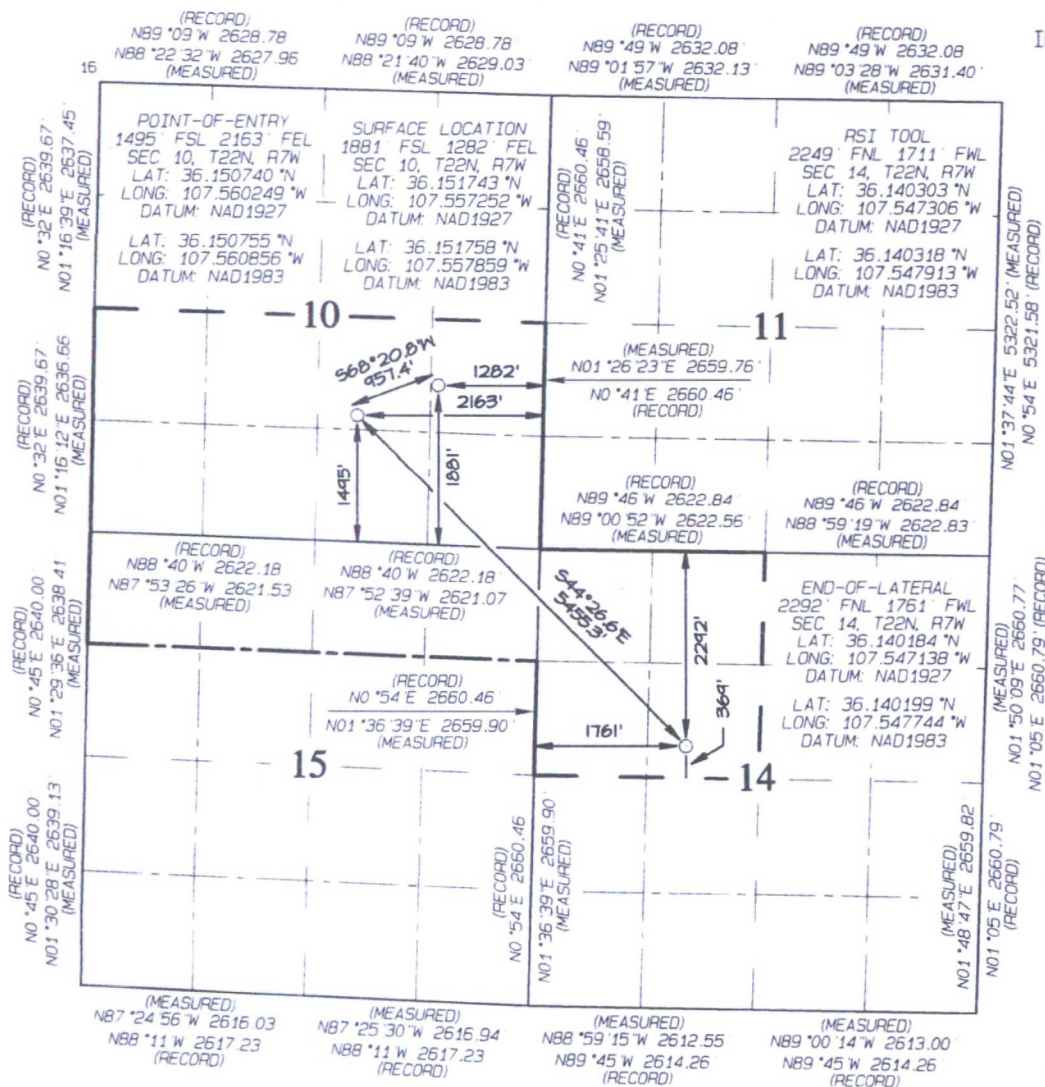 (RECORD)
N89°09'W 2628.78'
N88°22'32"W 2627.96'
(MEASURED)
(RECORD)
N89°09'W 2628.78'
N88°21'40"W 2629.03'
(MEASURED)
(RECORD)
N89°49'W 2632.08'
N89°01'57"W 2632.13'
(MEASURED)
(RECORD)
N89°49'W 2632.08'
N89°03'28"W 2631.40'
(MEASURED)
16
(RECORD)
N0°32'E 2639.67'
N01°16'39"E 2637.45'
(MEASURED)
POINT-OF-ENTRY
1495' FSL 2163' FEL
SEC 10, T22N, R7W
LAT: 36.150740°N
LONG: 107.560249°W
DATUM: NAD1927
LAT: 36.150755°N
LONG: 107.560856°W
DATUM: NAD1983
SURFACE LOCATION
1881' FSL 1282' FEL
SEC 10, T22N, R7W
LAT: 36.151743°N
LONG: 107.557252°W
DATUM: NAD1927
LAT: 36.151758°N
LONG: 107.557859°W
DATUM: NAD1983
(RECORD)
N0°41'E 2660.46'
N01°25'41"E 2658.59'
(MEASURED)
RSI TOOL
2249' FNL 1711' FWL
SEC 14, T22N, R7W
LAT: 36.140303°N
LONG: 107.547306°W
DATUM: NAD1927
LAT: 36.140318°N
LONG: 107.547913°W
DATUM: NAD1983
N01°37'44"E 5322.52' (MEASURED)
N0°54'E 5321.58' (RECORD)
10
11
(RECORD)
N0°32'E 2639.67'
N01°16'12"E 2636.66'
(MEASURED)
S68°20.8'W
957.4'
1282'
2163'
1495'
1881'
(MEASURED)
N01°26'23"E 2659.76'
N0°41'E 2660.46'
(RECORD)
(RECORD)
N89°46'W 2622.84'
N89°00'52"W 2622.56'
(MEASURED)
(RECORD)
N89°46'W 2622.84'
N88°59'19"W 2622.83'
(MEASURED)
(RECORD)
N88°40'W 2622.18'
N87°53'26"W 2621.53'
(MEASURED)
(RECORD)
N88°40'W 2622.18'
N87°52'39"W 2621.07'
(MEASURED)
S44°26.6'E
5455.3'
(RECORD)
N0°45'E 2640.00'
N01°29'36"E 2638.41'
(MEASURED)
(RECORD)
N0°54'E 2660.46'
N01°36'39"E 2659.90'
(MEASURED)
2292'
369'
1761'
END-OF-LATERAL
2292' FNL 1761' FWL
SEC 14, T22N, R7W
LAT: 36.140184°N
LONG: 107.547138°W
DATUM: NAD1927
LAT: 36.140199°N
LONG: 107.547744°W
DATUM: NAD1983
(MEASURED)
N01°50'09"E 2660.77'
N01°05'E 2660.79' (RECORD)
15
14
(RECORD)
N0°45'E 2640.00'
N01°30'28"E 2639.13'
(MEASURED)
(RECORD)
N0°54'E 2660.46'
N01°36'39"E 2659.90'
(MEASURED)
(MEASURED)
N01°48'47"E 2659.82'
N01°05'E 2660.79'
(RECORD)
(MEASURED)
N87°24'56"W 2616.03'
N88°11'W 2617.23'
(RECORD)
(MEASURED)
N87°25'30"W 2616.94'
N88°11'W 2617.23'
(RECORD)
(MEASURED)
N88°59'15"W 2612.55'
N89°45'W 2614.26'
(RECORD)
(MEASURED)
N89°00'14"W 2613.00'
N89°45'W 2614.26'
(RECORD)